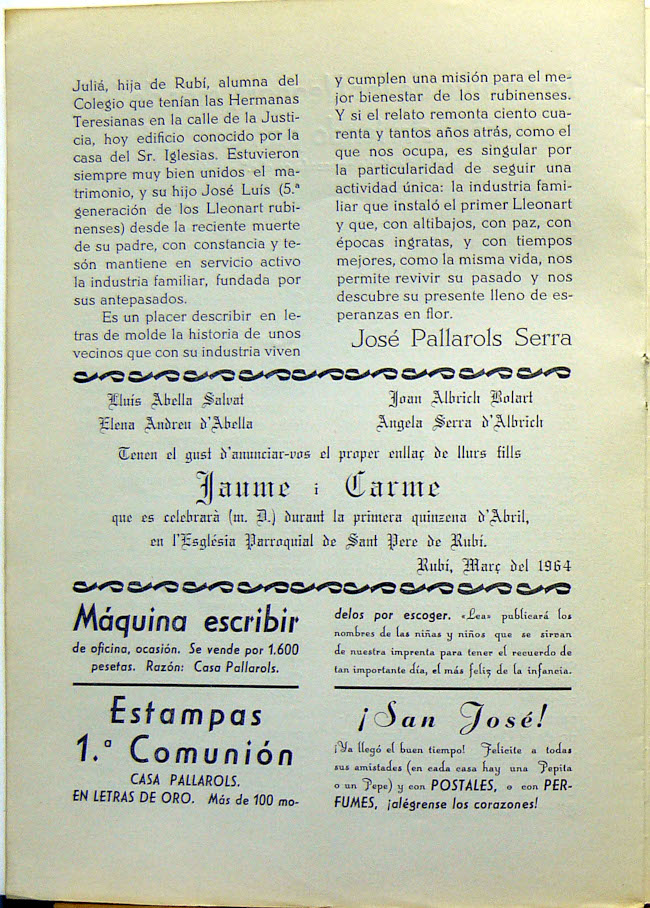 Juliá, hija de Rubí, alumna del
Colegio que tenían las Hermanas
Teresianas en la calle de la Justi-
cia, hoy edificio conocido por la
casa del Sr. Iglesias. Estuvieron
siempre muy bien unidos el ma-
trimonio, y su hijo José Luís (5.ª
generación de los Lleonart rubi-
nenses) desde la reciente muerte
de su padre, con constancia y te-
són mantiene en servicio activo
la industria familiar, fundada por
sus antepasados.
Es un placer describir en le-
tras de molde la historia de unos
vecinos que con su industria viven
y cumplen una misión para el me-
jor bienestar de los rubinenses.
Y si el relato remonta ciento cua-
renta y tantos años atrás, como el
que nos ocupa, es singular por
la particularidad de seguir una
actividad única: la industria fami-
liar que instaló el primer Lleonart
y que, con altibajos, con paz, con
épocas ingratas, y con tiempos
mejores, como la misma vida, nos
permite revivir su pasado y nos
descubre su presente lleno de es-
peranzas en flor.
José Pallarols Serra
Lluís Abella Salvat
Elena Andreu d'Abella
Joan Albrich Bolart
Angela Serra d'Albrich
Tenen el gust d'anunciar-vos el proper enllaç de llurs fills
Jaume i Carme
que es celebrarà (m. D.) durant la primera quinzena d'Abril,
en l'Església Parroquial de Sant Pere de Rubí.
Rubí, Març del 1964
Máquina escribir
de oficina, ocasión. Se vende por 1.600
pesetas. Razón: Casa Pallarols.
Estampas
1.ª Comunión
CASA PALLAROLS.
EN LETRAS DE ORO. Más de 100 mo-
delos por escoger. «Lea» publicará los
nombres de las niñas y niños que se sirvan
de nuestra imprenta para tener el recuerdo de
tan importante día, el más feliz de la infancia.
¡San José!
¡Ya llegó el buen tiempo! Felicite a todas
sus amistades (en cada casa hay una Pepita
o un Pepe) y con POSTALES, o con PER-
FUMES, ¡alégrense los corazones!